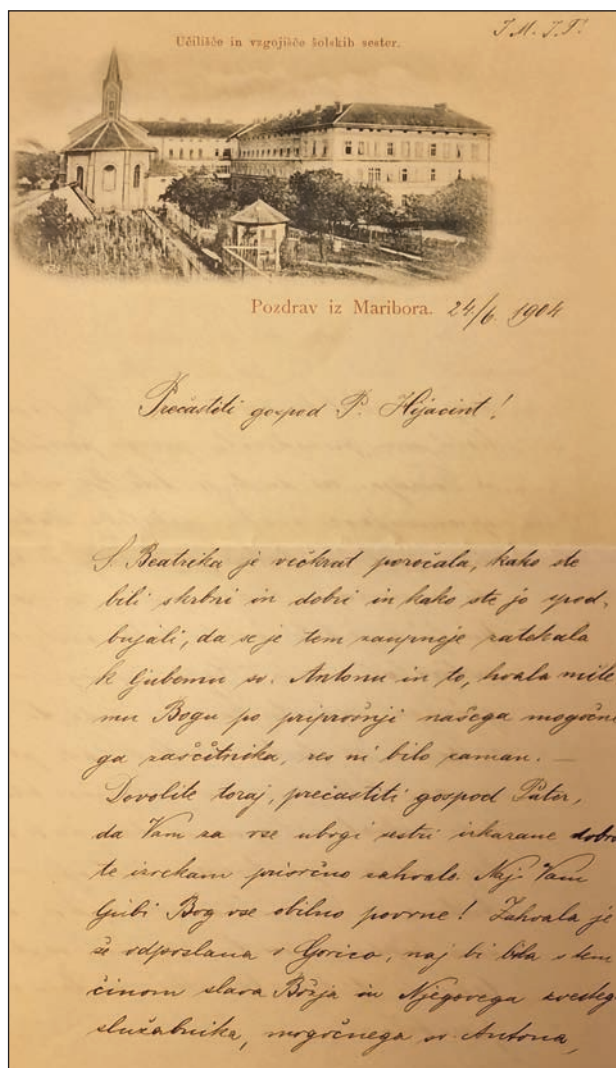 J. M. J. F!
Učilišče in vzgojišče šolskih sester.
Pozdrav iz Maribora. 24/6. 1904
Prečastiti gospod P. Hijacint!
S. Beatrika je večkrat poročala, kako ste
bili skrbni in dobri in kako ste jo spod-
bujali, da se je tem zaupneje zatekala
k ljubemu sv. Antonu in to, hvala mile
mu Bogu po priprošnji našega mogočne
ga zaščitnika, res ni bilo zaman. —
Dovolite toraj, prečastiti gospod Pater,
da Vam za vse ubogi sestri izkazane dobro
te izrekam prisrčno zahvalo. Naj Vam
ljubi Bog vse obilno povrne! Zahvala je
že odposlana v Gorico, naj bi bila s tem
činom slava Božja in Njegovega zvestega
služabnika, mogočnega sv. Antona,